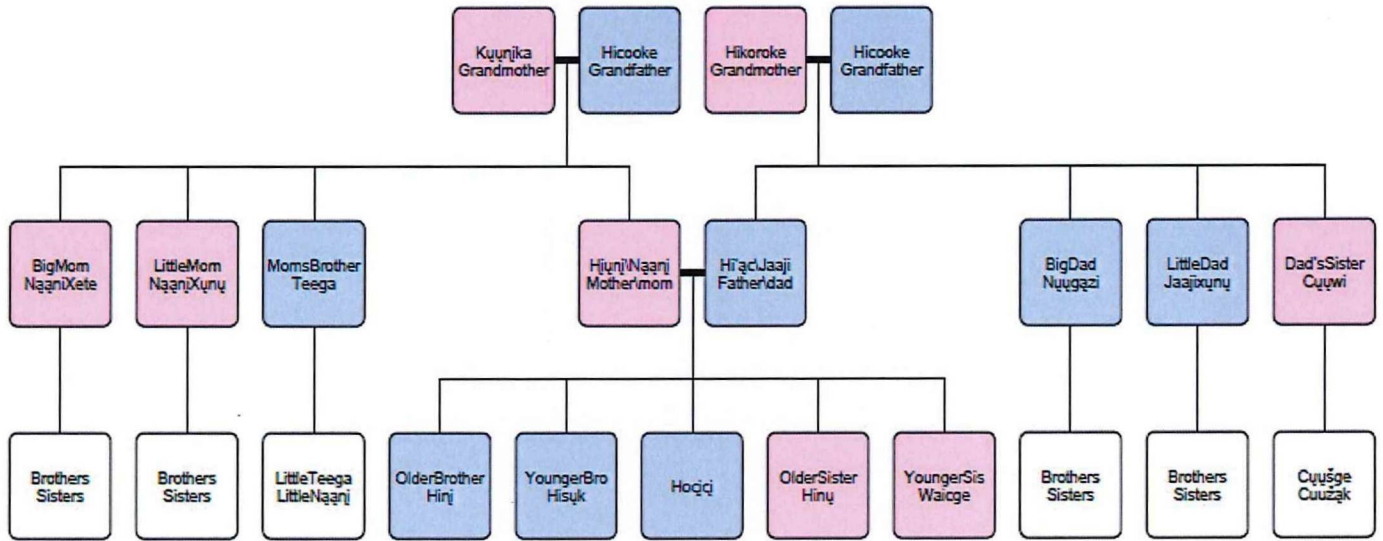 Kųųnįka
Grandmother
Hicooke
Grandfather
Hikoroke
Grandmother
Hicooke
Grandfather
BigMom
NąąniXete
LittleMom
NąąnįXųnų
MomsBrother
Teega
Hįųnį\Nąąnį
Mother\mom
Hi'ąc\Jaaji
Father\dad
BigDad
Nųųgązi
LittleDad
Jaajixųnų
Dad'sSister
Cųųwi
Brothers
Sisters
Brothers
Sisters
LittleTeega
LittleNąąnį
OlderBrother
Hinį
YoungerBro
Hisųk
Hocįcį
OlderSister
Hinų
YoungerSis
Waicge
Brothers
Sisters
Brothers
Sisters
Cųųšge
Cuužąk